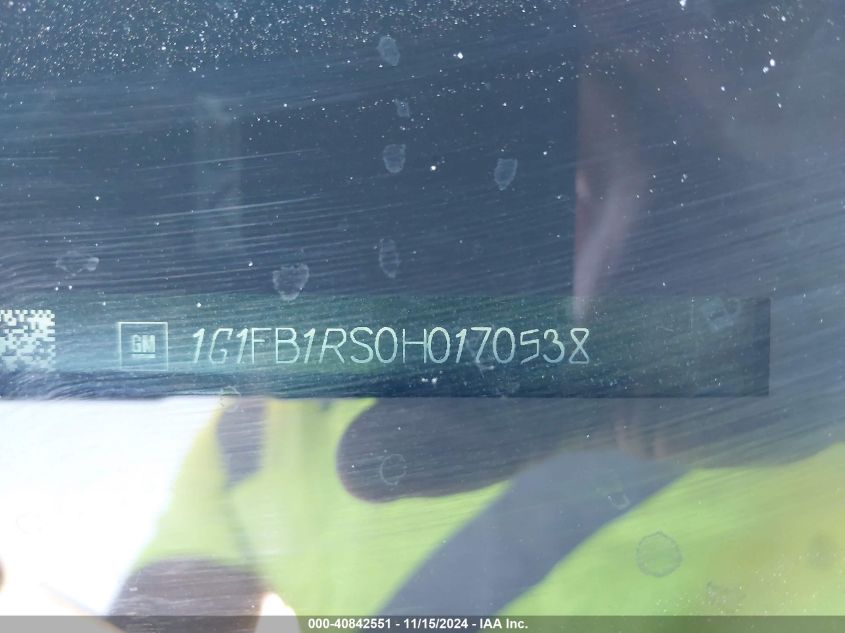 GM 1G1FB1RS0H0170538
000-40842551 - 11/15/2024 - IAA Inc.